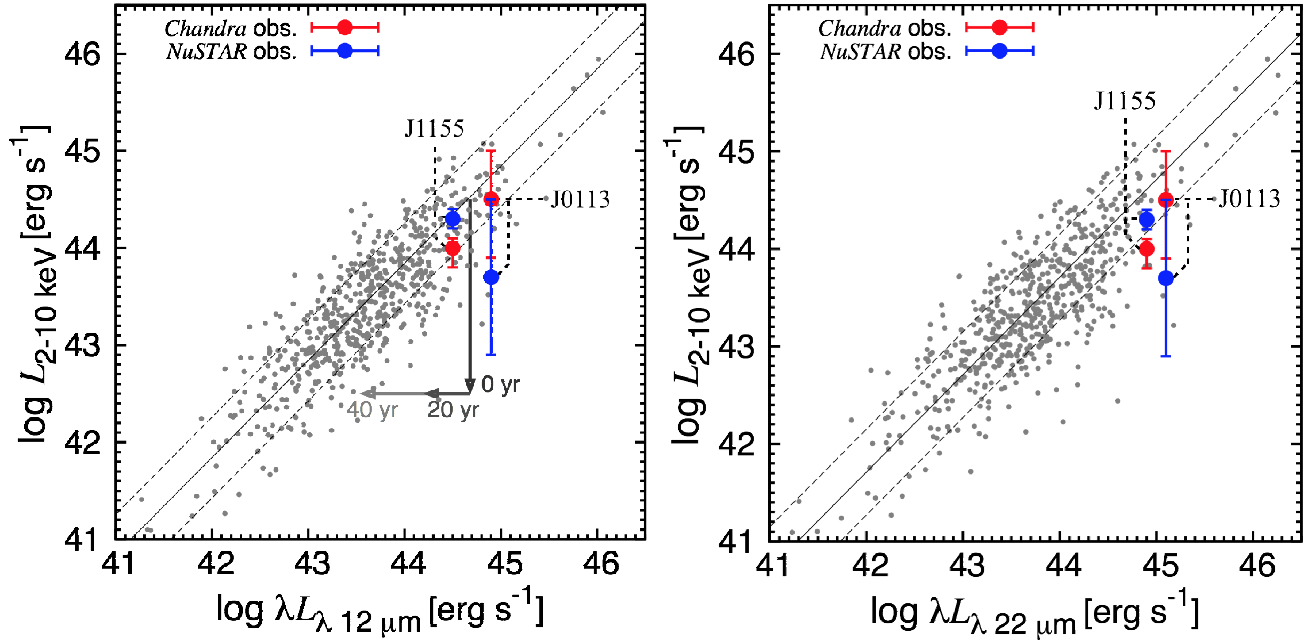 Chandra obs.
NuSTAR obs.
J1155
J0113
0 yr
20 yr
40 yr
46
45
44
43
42
41
41 42 43 44 45 46
log L2-10 keV [erg s-1]
log λLλ 12 μm [erg s-1]
Chandra obs.
NuSTAR obs.
J1155
J0113
46
45
44
43
42
41
41 42 43 44 45 46
log L2-10 keV [erg s-1]
log λLλ 22 μm [erg s-1]